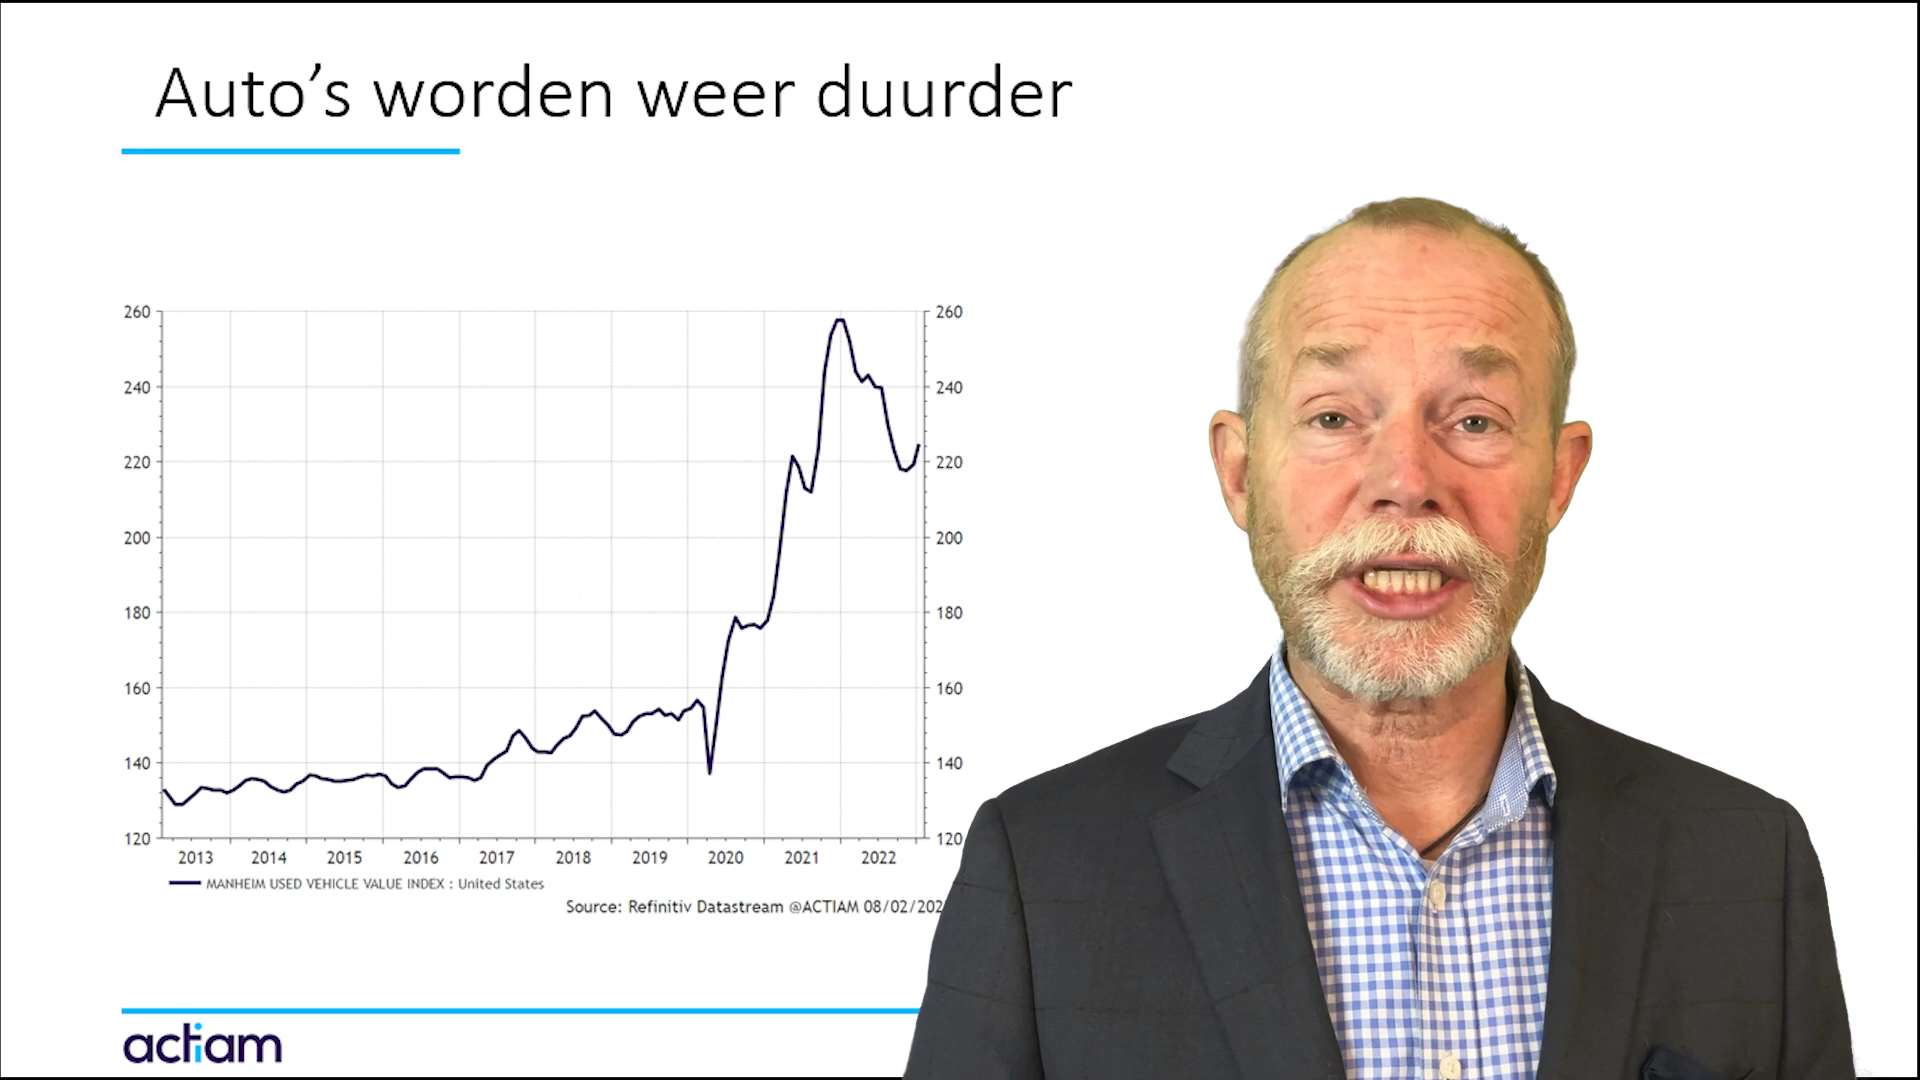 Auto's worden weer duurder
260 260
240 240
220 220
200 200
180 180
160 160
140 140
120 120
2013 2014 2015 2016 2017 2018 2019 2020 2021 2022
MANHEIM USED VEHICLE VALUE INDEX : United States
Source: Refinitiv Datastream @ACTIAM 08/02/202
actiam